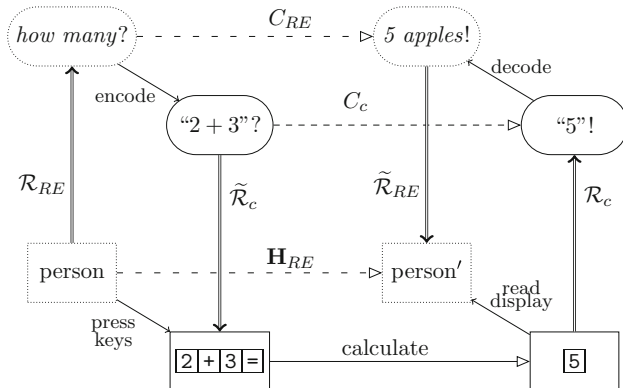 how many?
C_RE
5 apples!
encode
decode
“2 + 3”?
C_c
“5”!
R_RE
R̃_c
R̃_RE
R_c
person
H_RE
person′
press
keys
read
display
2 + 3 =
calculate
5